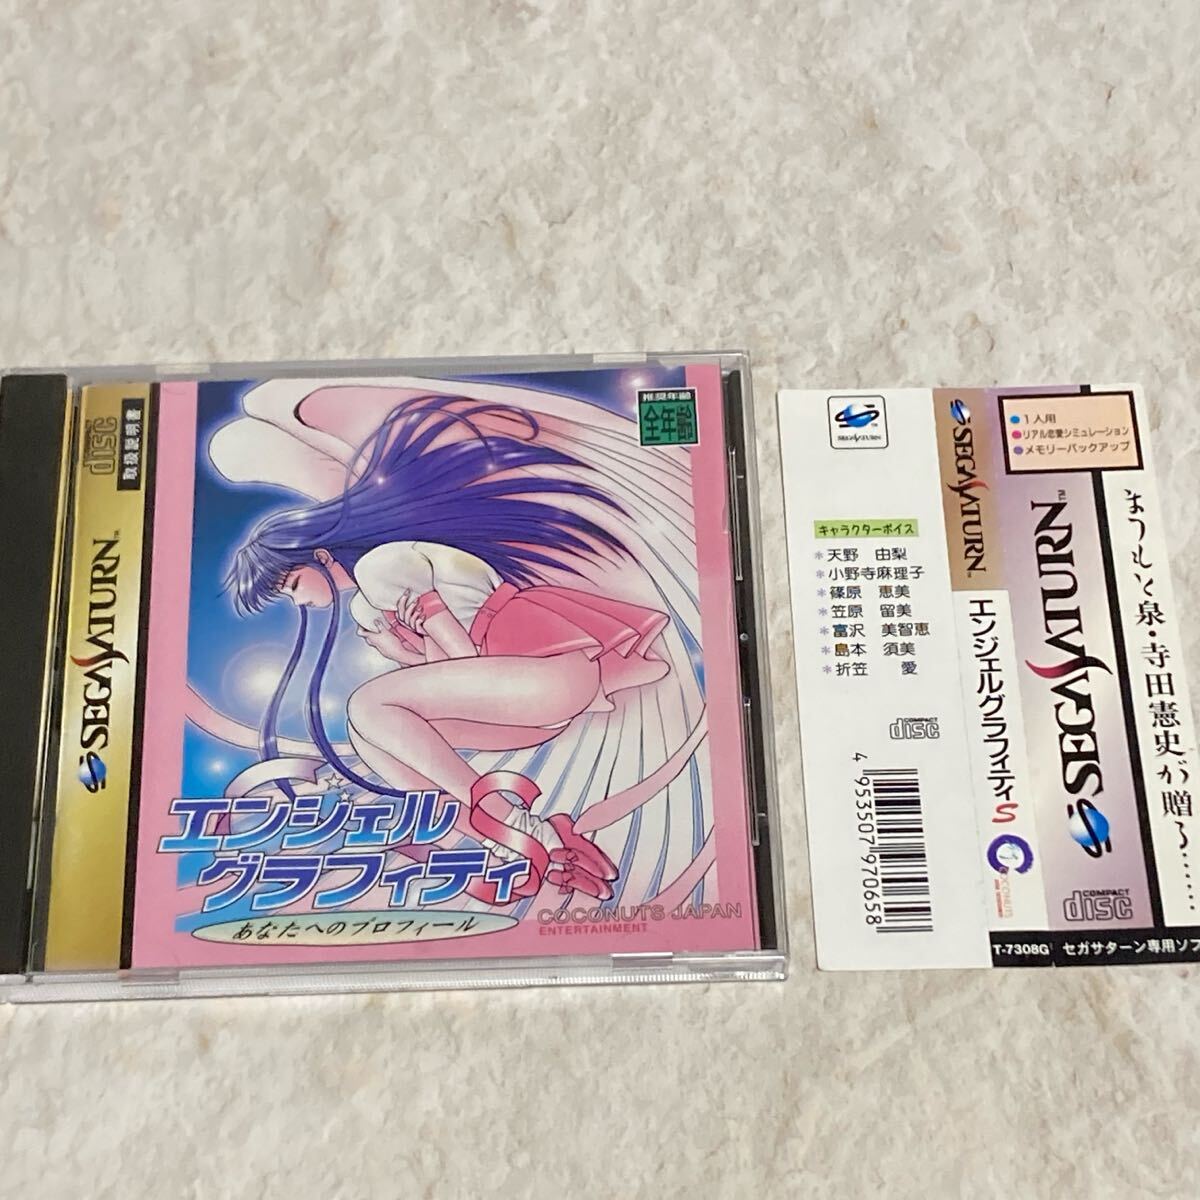 disc
取扱説明書
SEGA SATURN™
推奨年齢
全年齢
エンジェル
グラフィティ
あなたへのプロフィール
COCONUTS JAPAN
ENTERTAINMENT
SEGA SATURN
キャラクターボイス
*天野 由梨
*小野寺麻理子
*篠原 恵美
*笠原 留美
*富沢 美智恵
*島本 須美
*折笠 愛
COMPACT
disc
4 953507 970658
SEGA SATURN™
エンジェルグラフィティS
COCONUTS
●1人用
●リアル恋愛シミュレーション
●メモリーバックアップ
SEGA SATURN™
COMPACT
disc
まつもと泉・寺田憲史が贈る……
T-7308G セガサターン専用ソフ